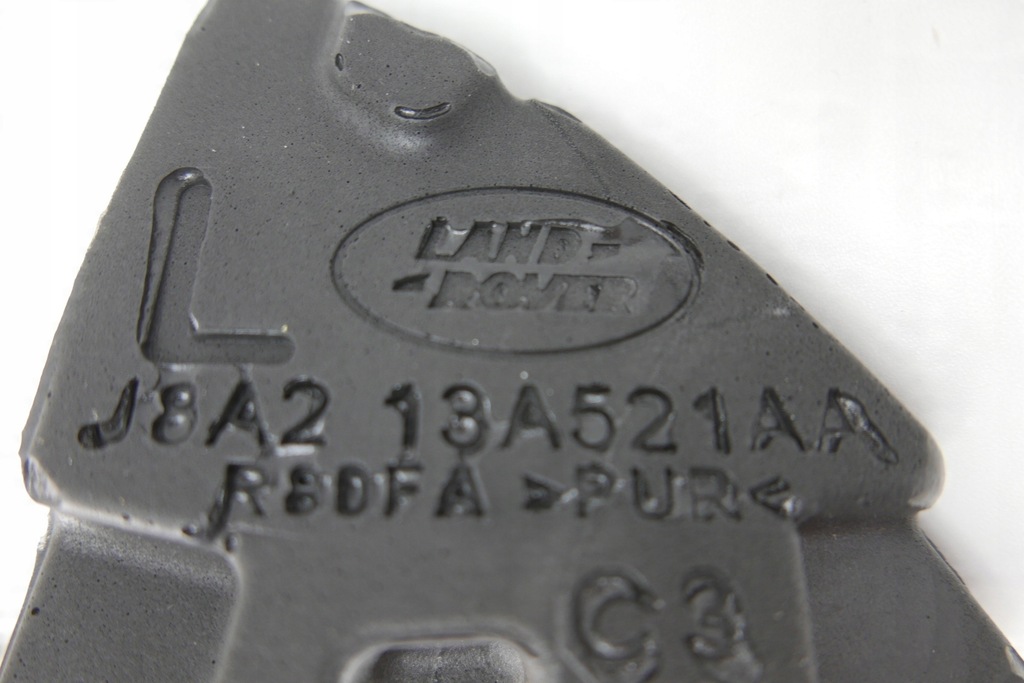 LAND-
-ROVER
L
J8A2 13A521AA
R80FA >PUR<
C3